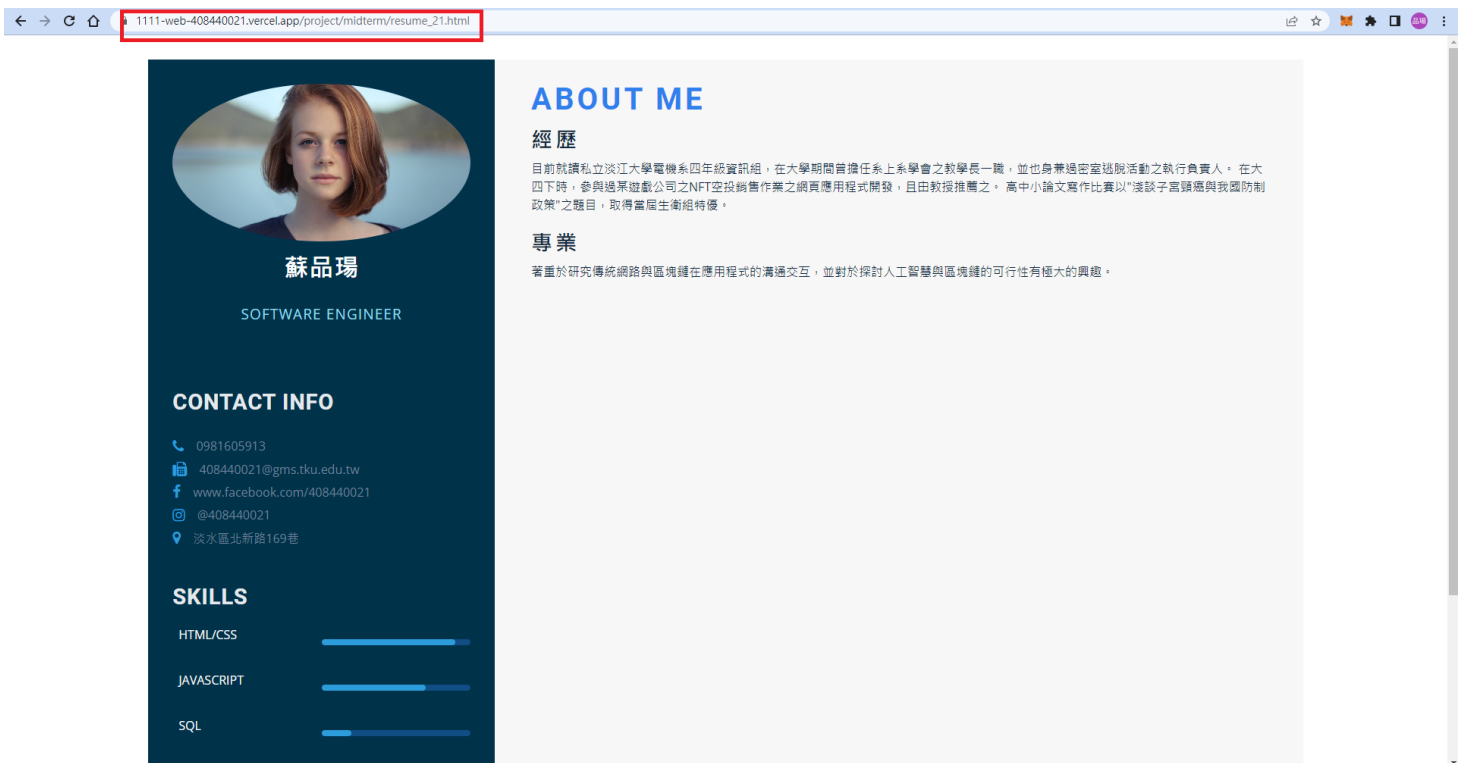 1111-web-408440021.vercel.app/project/midterm/resume_21.html
品瑒
蘇品瑒
SOFTWARE ENGINEER
CONTACT INFO
0981605913
408440021@gms.tku.edu.tw
www.facebook.com/408440021
@408440021
淡水區北新路169巷
SKILLS
HTML/CSS
JAVASCRIPT
SQL
ABOUT ME
經歷
目前就讀私立淡江大學電機系四年級資訊組，在大學期間曾擔任系上系學會之教學長一職，並也身兼過密室逃脫活動之執行負責人。 在大
四下時，參與過某遊戲公司之NFT空投銷售作業之網頁應用程式開發，且由教授推薦之。 高中小論文寫作比賽以"淺談子宮頸癌與我國防制
政策"之題目，取得當屆生衛組特優。
專業
著重於研究傳統網路與區塊鏈在應用程式的溝通交互，並對於探討人工智慧與區塊鏈的可行性有極大的興趣。